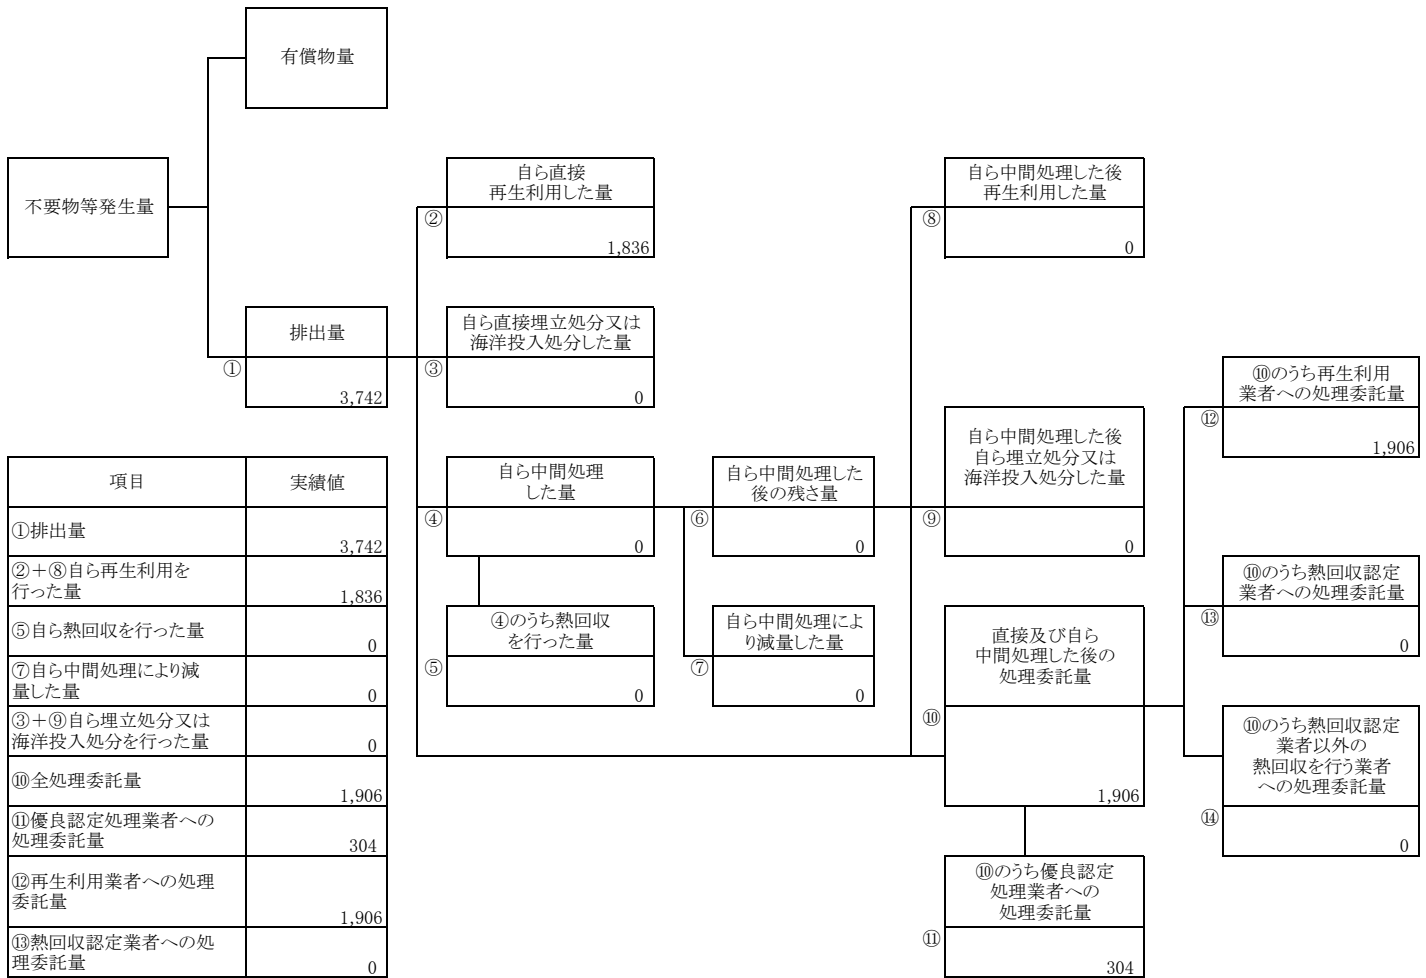 有償物量
不要物等発生量
自ら直接
再生利用した量
②
1,836
自ら中間処理した後
再生利用した量
⑧
0
排出量
①
3,742
自ら直接埋立処分又は
海洋投入処分した量
③
0
⑩のうち再生利用
業者への処理委託量
⑫
1,906
自ら中間処理
した量
④
0
自ら中間処理した
後の残さ量
⑥
0
自ら中間処理した後
自ら埋立処分又は
海洋投入処分した量
⑨
0
⑩のうち熱回収認定
業者への処理委託量
⑬
0
④のうち熱回収
を行った量
⑤
0
自ら中間処理によ
り減量した量
⑦
0
直接及び自ら
中間処理した後の
処理委託量
⑩
1,906
⑩のうち熱回収認定
業者以外の
熱回収を行う業者
への処理委託量
⑭
0
⑩のうち優良認定
処理業者への
処理委託量
⑪
304
項目 実績値
①排出量
3,742
②+⑧自ら再生利用を
行った量
1,836
⑤自ら熱回収を行った量
0
⑦自ら中間処理により減
量した量
0
③+⑨自ら埋立処分又は
海洋投入処分を行った量
0
⑩全処理委託量
1,906
⑪優良認定処理業者への
処理委託量
304
⑫再生利用業者への処理
委託量
1,906
⑬熱回収認定業者への処
理委託量
0